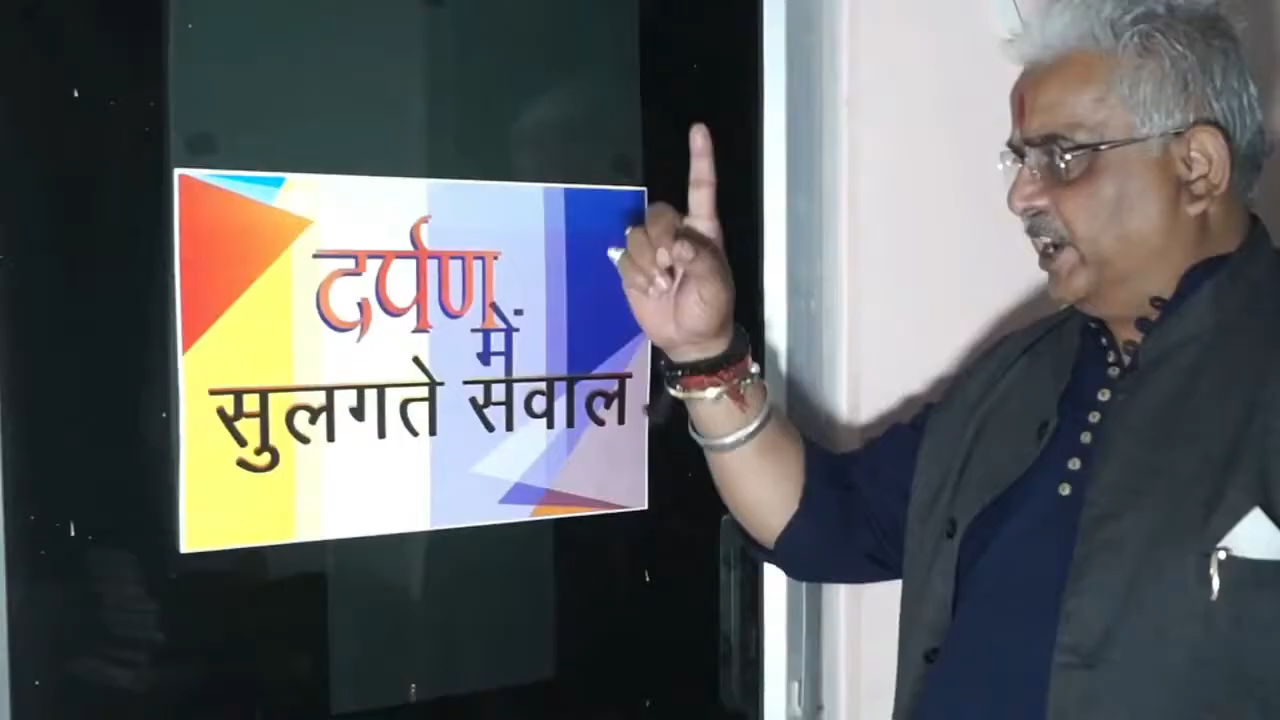 दर्पण
में
सुलगते सवाल